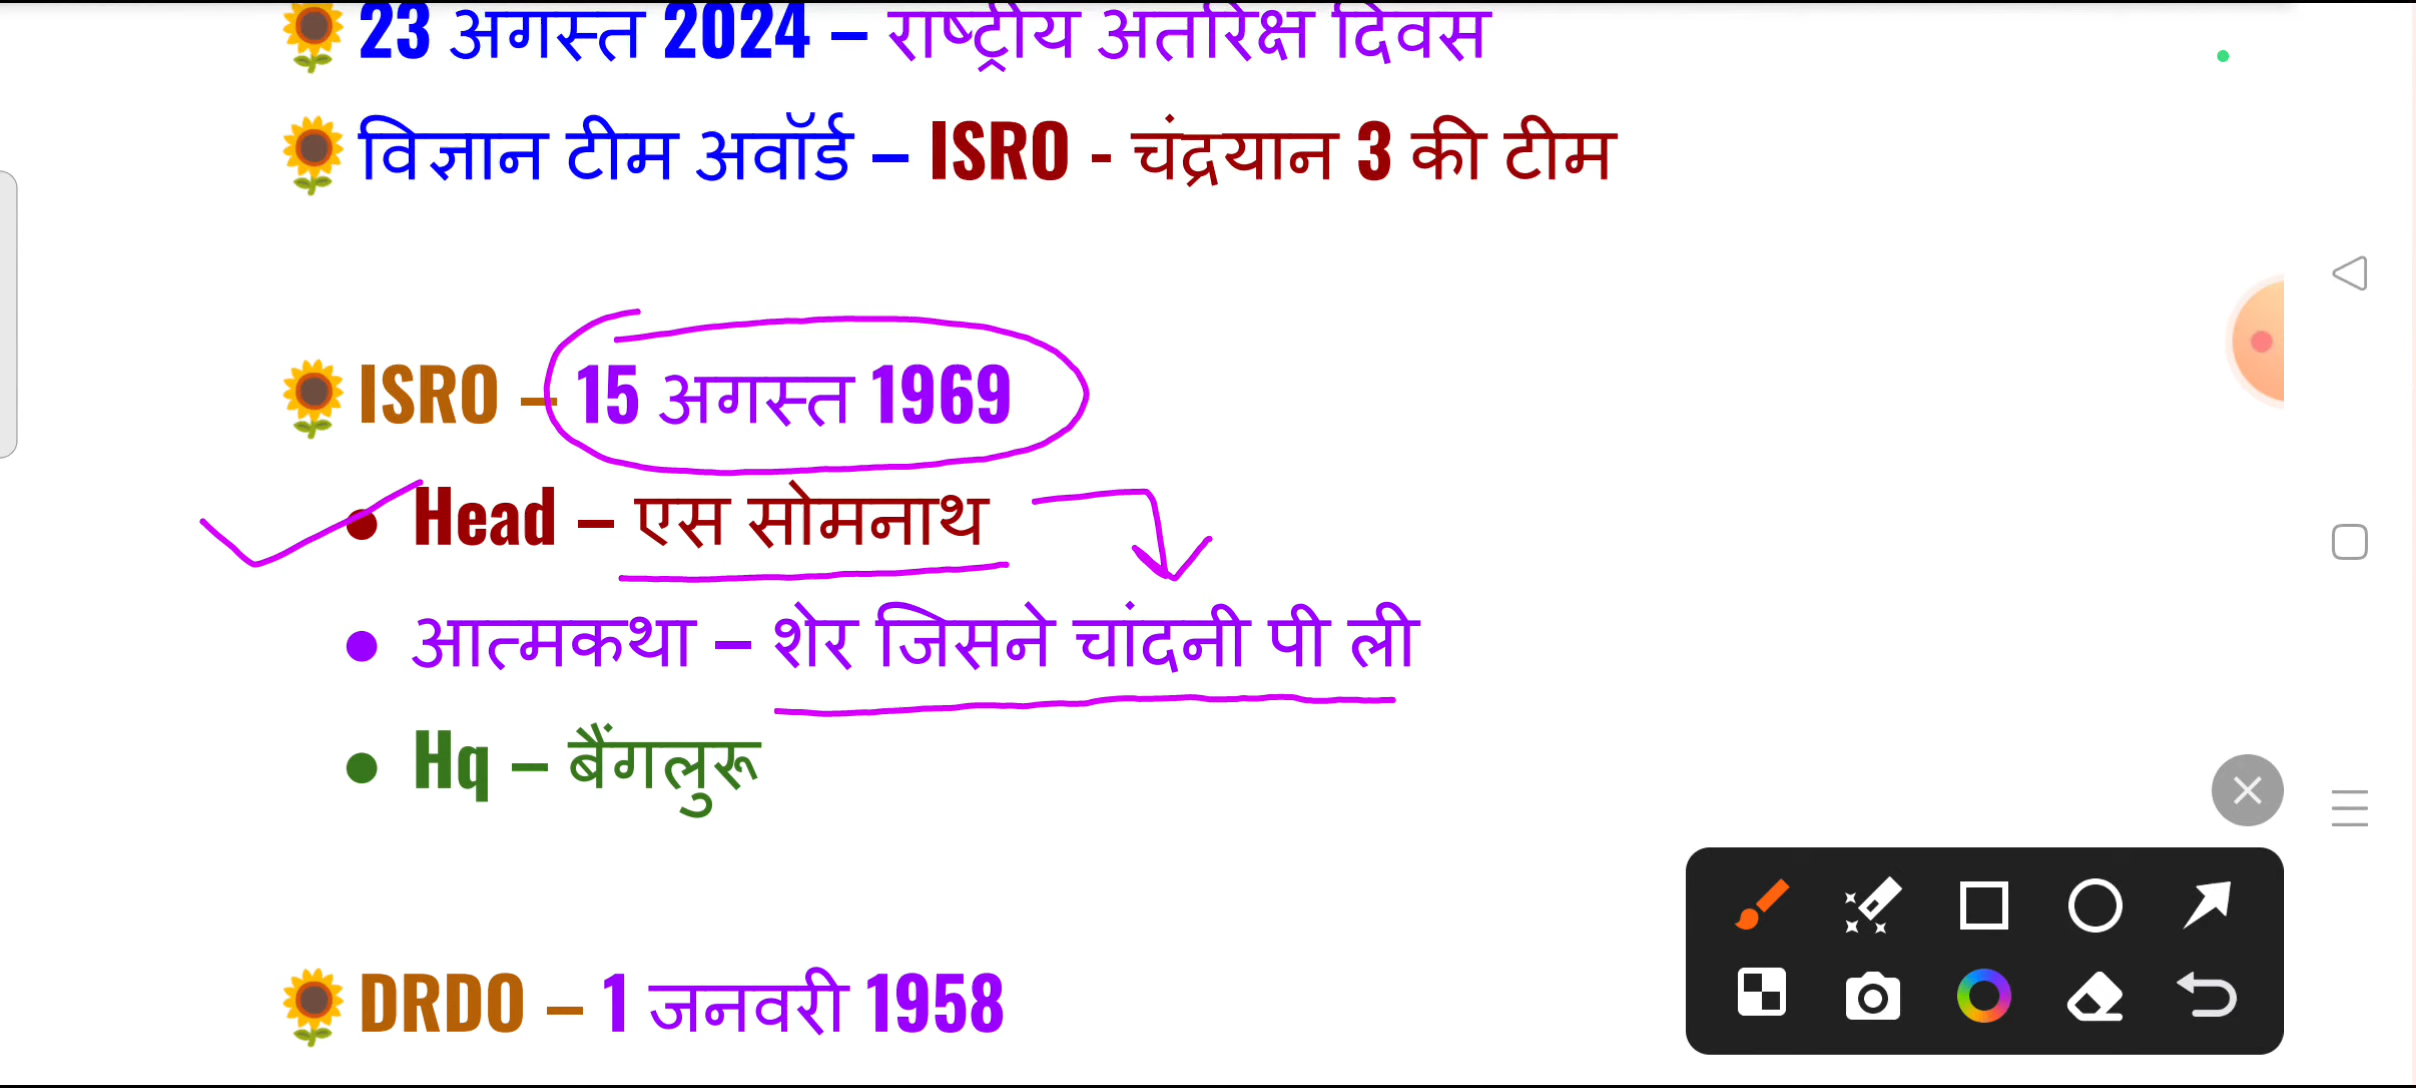 23 अगस्त 2024 – राष्ट्रीय अतरिक्ष दिवस
विज्ञान टीम अवॉर्ड – ISRO - चंद्रयान 3 की टीम
ISRO – 15 अगस्त 1969
Head – एस सोमनाथ
आत्मकथा – शेर जिसने चांदनी पी ली
Hq – बैंगलुरू
DRDO – 1 जनवरी 1958